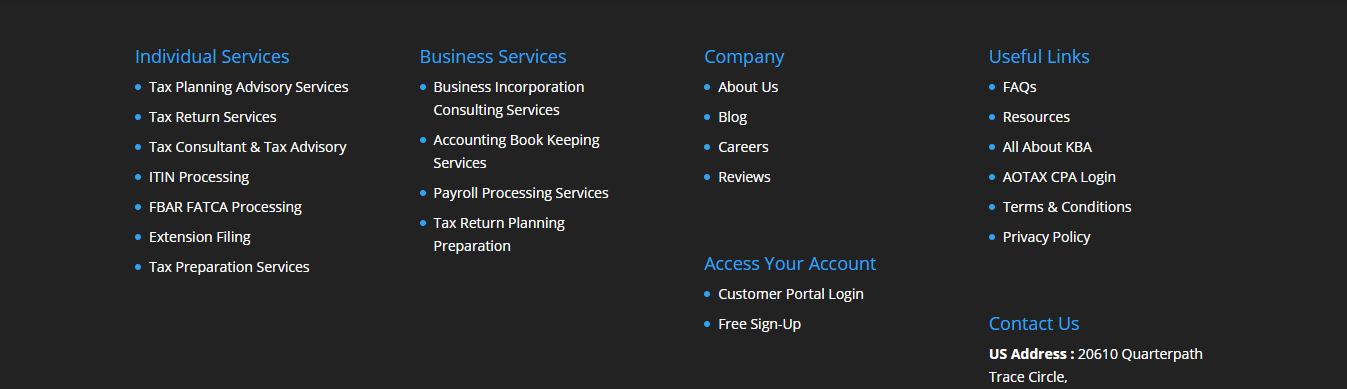 Individual Services
Tax Planning Advisory Services
Tax Return Services
Tax Consultant & Tax Advisory
ITIN Processing
FBAR FATCA Processing
Extension Filing
Tax Preparation Services
Business Services
Business Incorporation
Consulting Services
Accounting Book Keeping
Services
Payroll Processing Services
Tax Return Planning
Preparation
Company
About Us
Blog
Careers
Reviews
Access Your Account
Customer Portal Login
Free Sign-Up
Useful Links
FAQs
Resources
All About KBA
AOTAX CPA Login
Terms & Conditions
Privacy Policy
Contact Us
US Address : 20610 Quarterpath
Trace Circle,